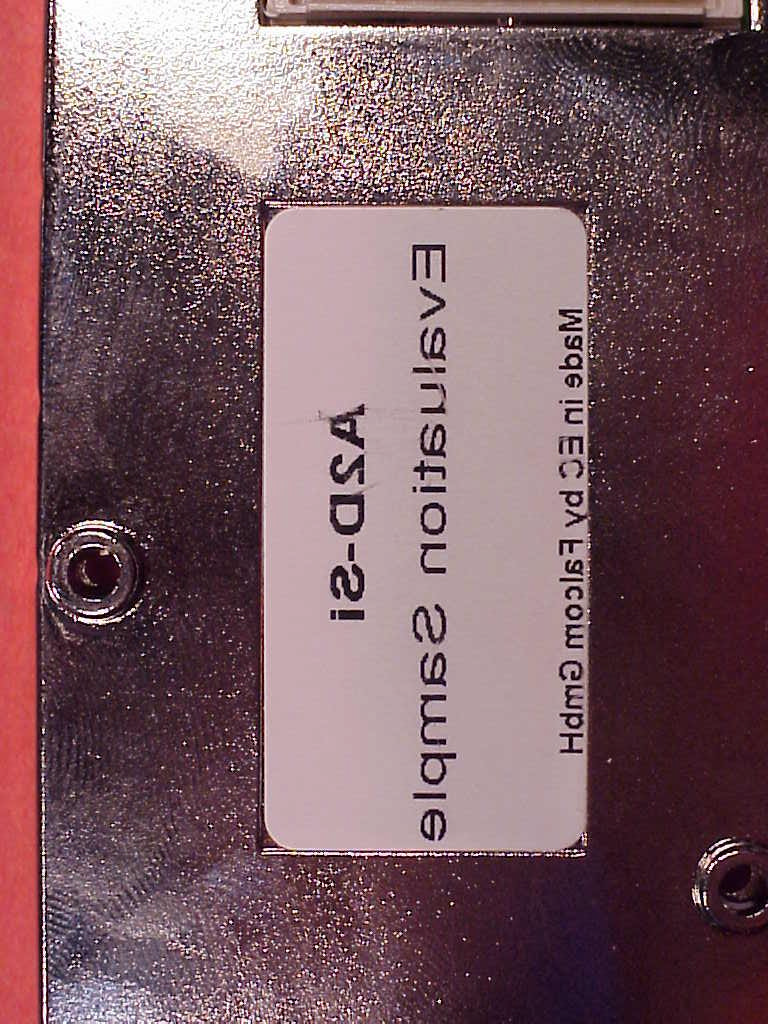 A2D-Si
Evaluation Sample
Made in EC by Falcom GmbH